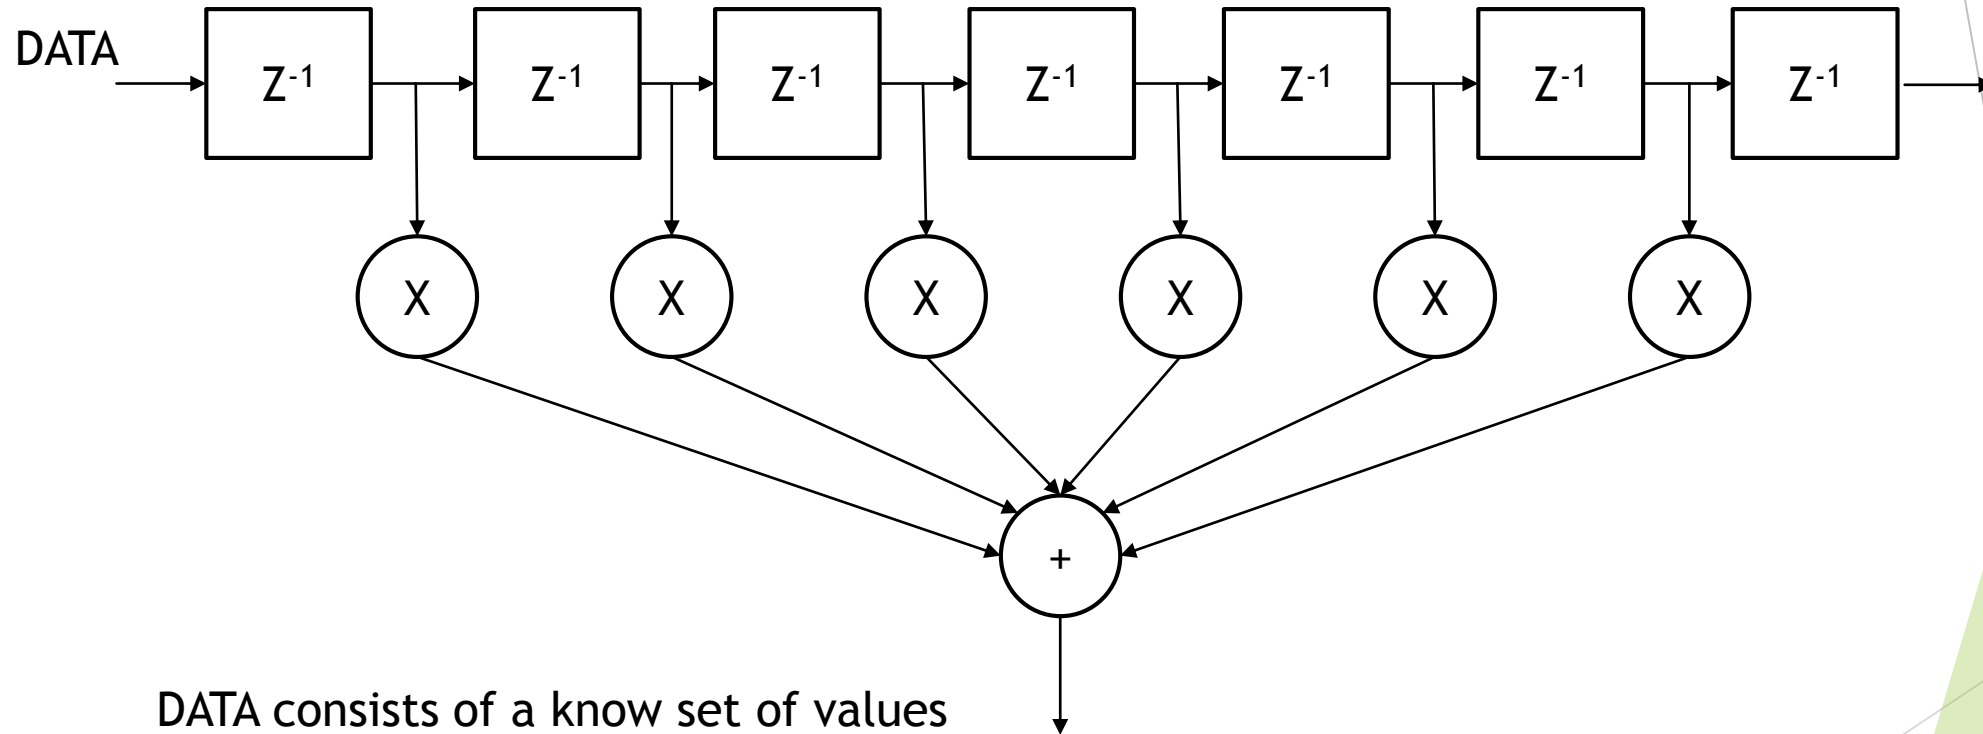 DATA
Z-1 Z-1 Z-1 Z-1 Z-1 Z-1 Z-1
X X X X X X
+
DATA consists of a know set of values